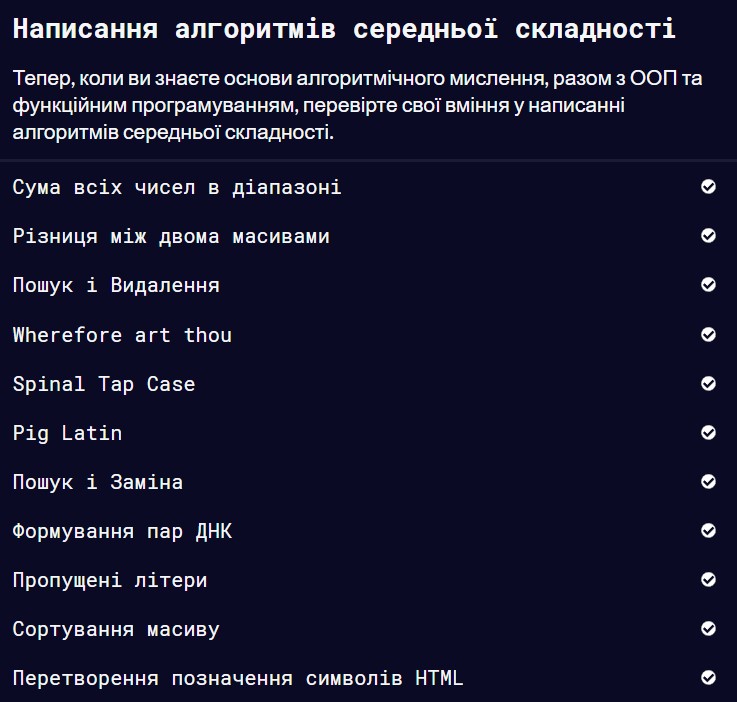 Написання алгоритмів середньої складності
Тепер, коли ви знаєте основи алгоритмічного мислення, разом з ООП та
функційним програмуванням, перевірте свої вміння у написанні
алгоритмів середньої складності.
Сума всіх чисел в діапазоні
Різниця між двома масивами
Пошук і Видалення
Wherefore art thou
Spinal Tap Case
Pig Latin
Пошук і Заміна
Формування пар ДНК
Пропущені літери
Сортування масиву
Перетворення позначення символів HTML